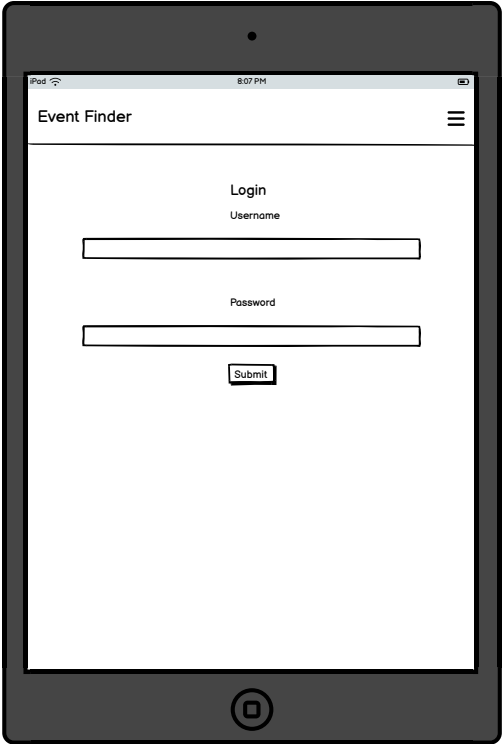 iPad 8:07 PM
Event Finder
Login
Username
Password
Submit